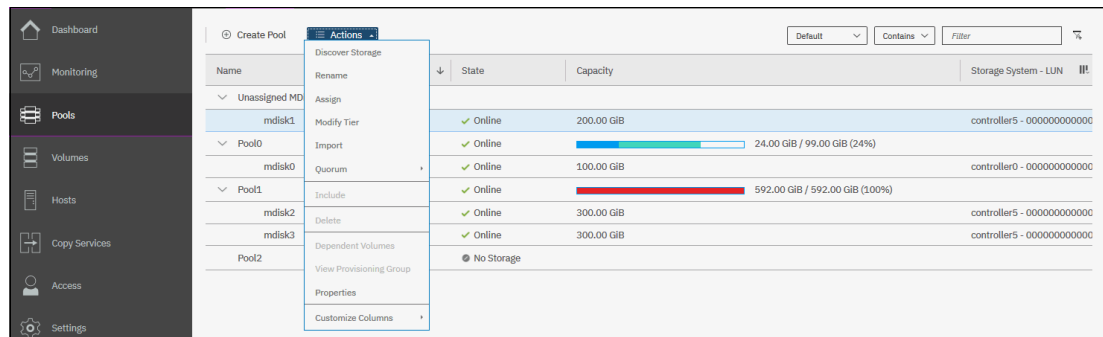 Dashboard
Create Pool
Actions
Default
Contains
Filter
Discover Storage
Monitoring
Name
Rename
State
Capacity
Storage System - LUN
Unassigned MD
Assign
Pools
mdisk1
Modify Tier
Online
200.00 GiB
controller5 - 000000000000
Pool0
Import
Online
24.00 GiB / 99.00 GiB (24%)
Volumes
mdisk0
Quorum
Online
100.00 GiB
controller0 - 000000000000
Pool1
Include
Online
592.00 GiB / 592.00 GiB (100%)
Hosts
mdisk2
Delete
Online
300.00 GiB
controller5 - 000000000000
mdisk3
Dependent Volumes
Online
300.00 GiB
controller5 - 000000000000
Copy Services
Pool2
View Provisioning Group
No Storage
Access
Properties
Customize Columns
Settings